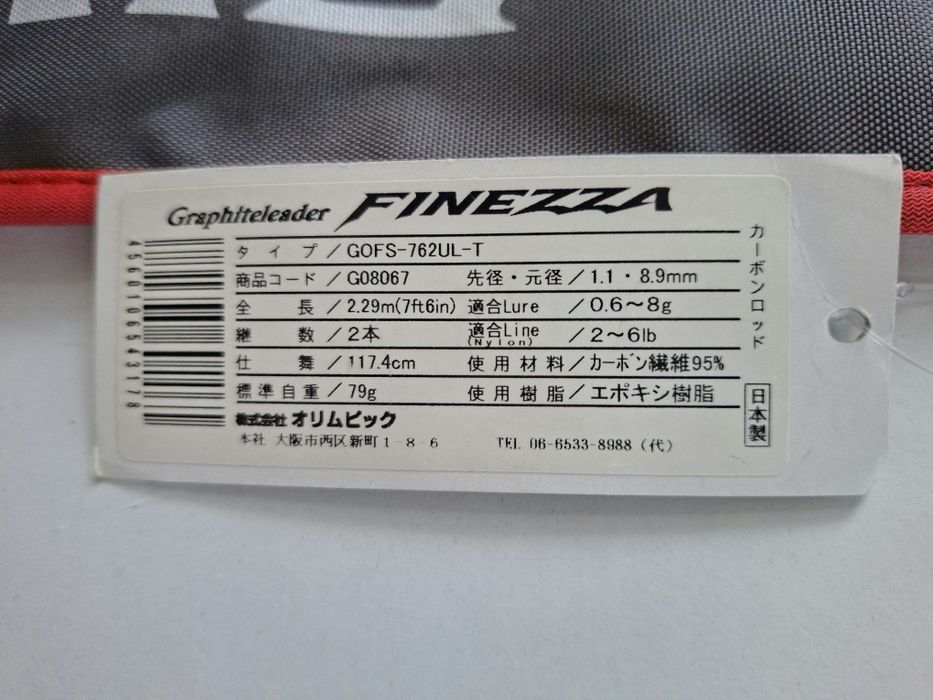 Graphiteleader FINEZZA
タイプ/GOFS-762UL-T
商品コード/G08067 先径・元径/1.1・8.9mm
全長/2.29m(7ft6in) 適合Lure/0.6～8g
継数/2本 適合Line(Nylon)/2～6lb
仕舞/117.4cm 使用材料/カーボン繊維95%
標準自重/79g 使用樹脂/エポキシ樹脂
株式会社 オリムピック
本社 大阪市西区新町1-8-6 TEL 06-6533-8988(代)
カーボンロッド
日本製
4560106543178